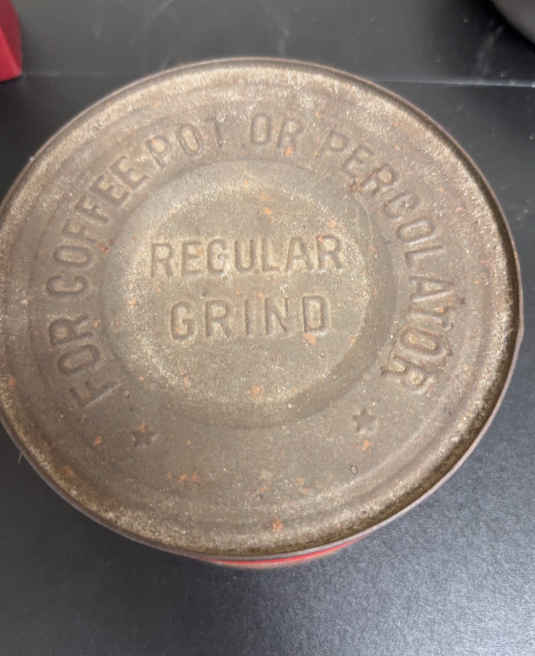 FOR COFFEE POT OR PERCOLATOR
REGULAR
GRIND